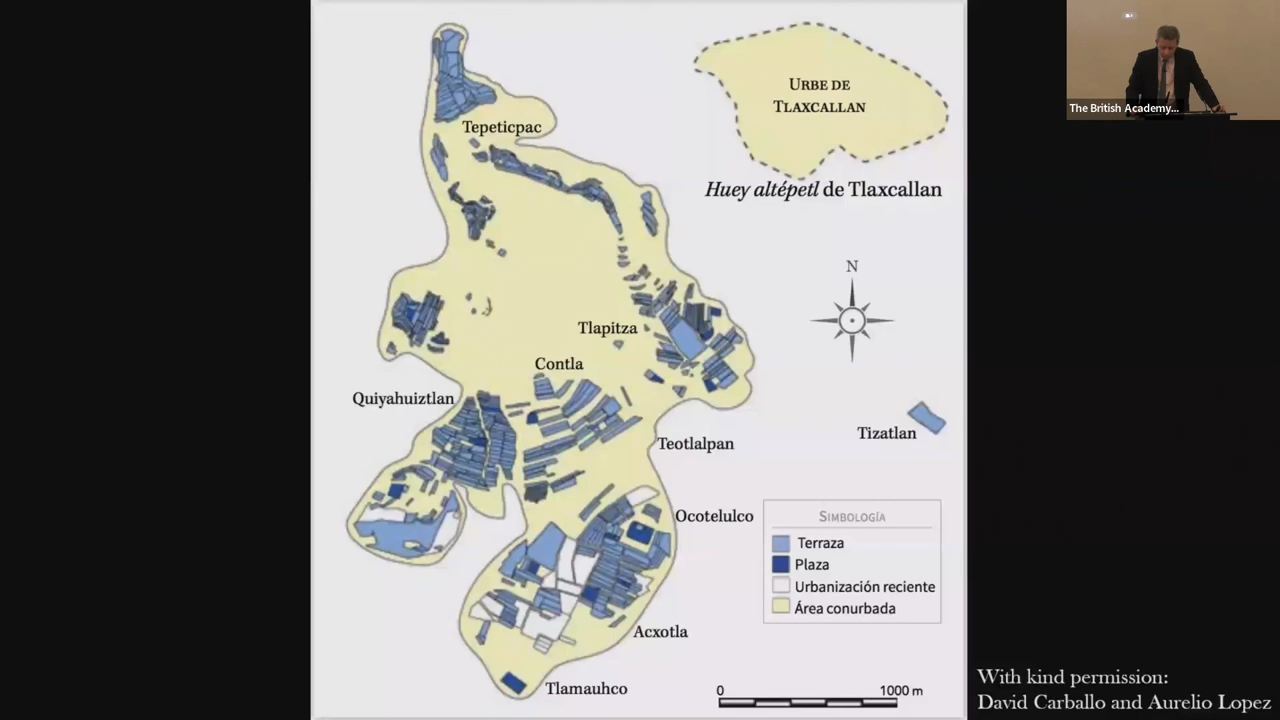 The British Academy...
URBE DE
TLAXCALLAN
Tepeticpac
Huey altépetl de Tlaxcallan
N
Tlapitza
Contla
Quiyahuiztlan
Tizatlan
Teotlalpan
Ocotelulco
SIMBOLOGÍA
Terraza
Plaza
Urbanización reciente
Área conurbada
Acxotla
Tlamauhco
0 1000 m
With kind permission:
David Carballo and Aurelio Lopez